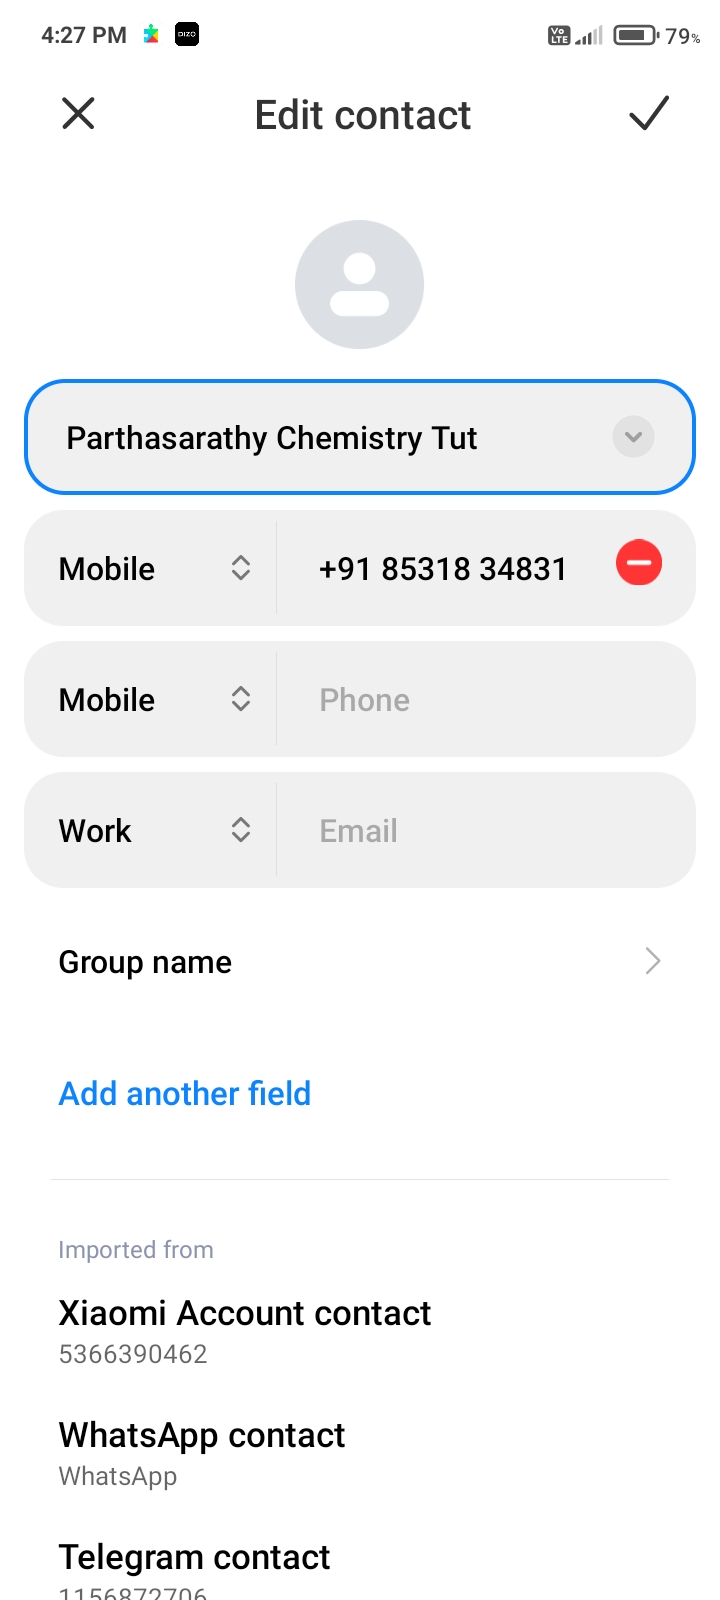 4:27 PM DIZO Vo LTE 79%
Edit contact
Parthasarathy Chemistry Tut
Mobile +91 85318 34831
Mobile Phone
Work Email
Group name
Add another field
Imported from
Xiaomi Account contact
5366390462
WhatsApp contact
WhatsApp
Telegram contact
1156872706